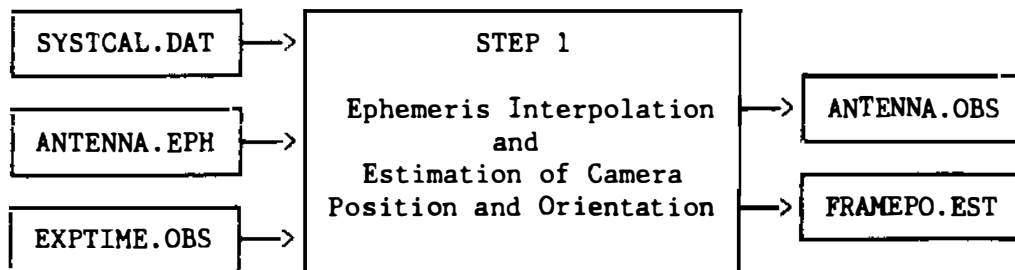 SYSTCAL.DAT
ANTENNA.EPH
EXPTIME.OBS
STEP 1
Ephemeris Interpolation
and
Estimation of Camera
Position and Orientation
ANTENNA.OBS
FRAMEPO.EST